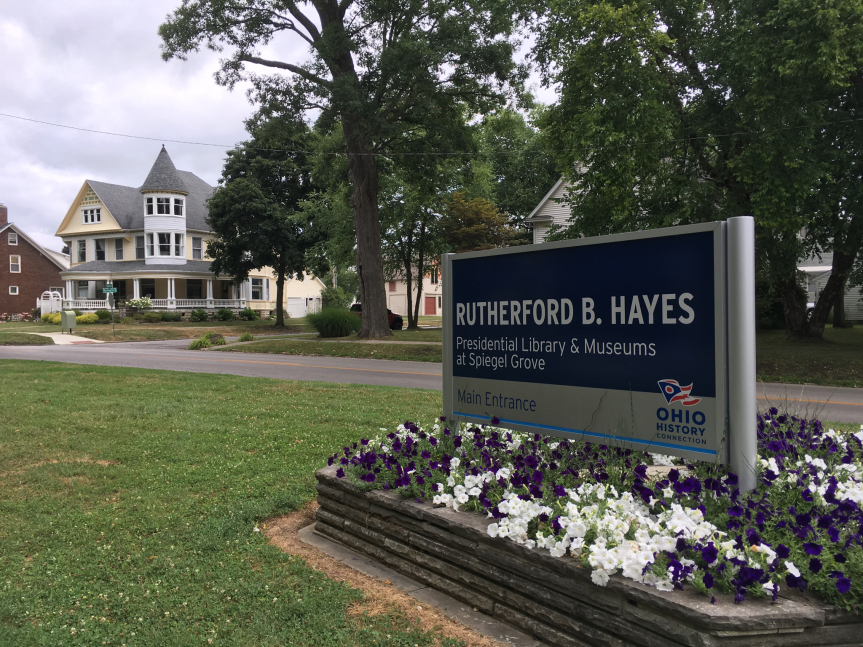 RUTHERFORD B. HAYES
Presidential Library & Museums
at Spiegel Grove
Main Entrance
OHIO
HISTORY
CONNECTION